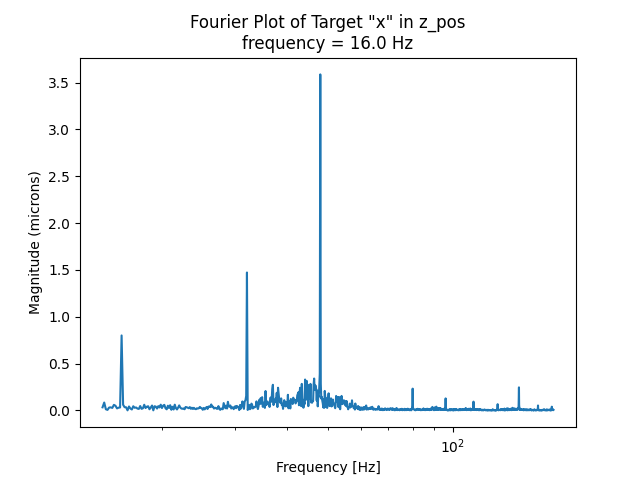 Fourier Plot of Target "x" in z_pos
frequency = 16.0 Hz
3.5
3.0
2.5
2.0
1.5
1.0
0.5
0.0
Magnitude (microns)
10²
Frequency [Hz]